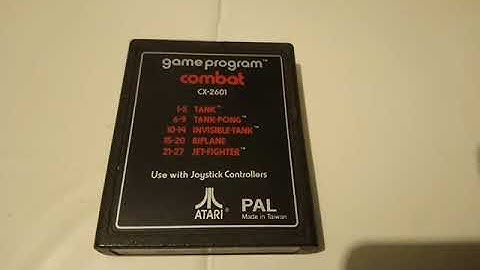 game program™
combat
CX-2601
1-5 TANK™
6-9 TANK-PONG™
10-14 INVISIBLE-TANK™
15-20 BIPLANE
21-27 JET-FIGHTER™
Use with Joystick Controllers
ATARI® PAL
Made in Taiwan